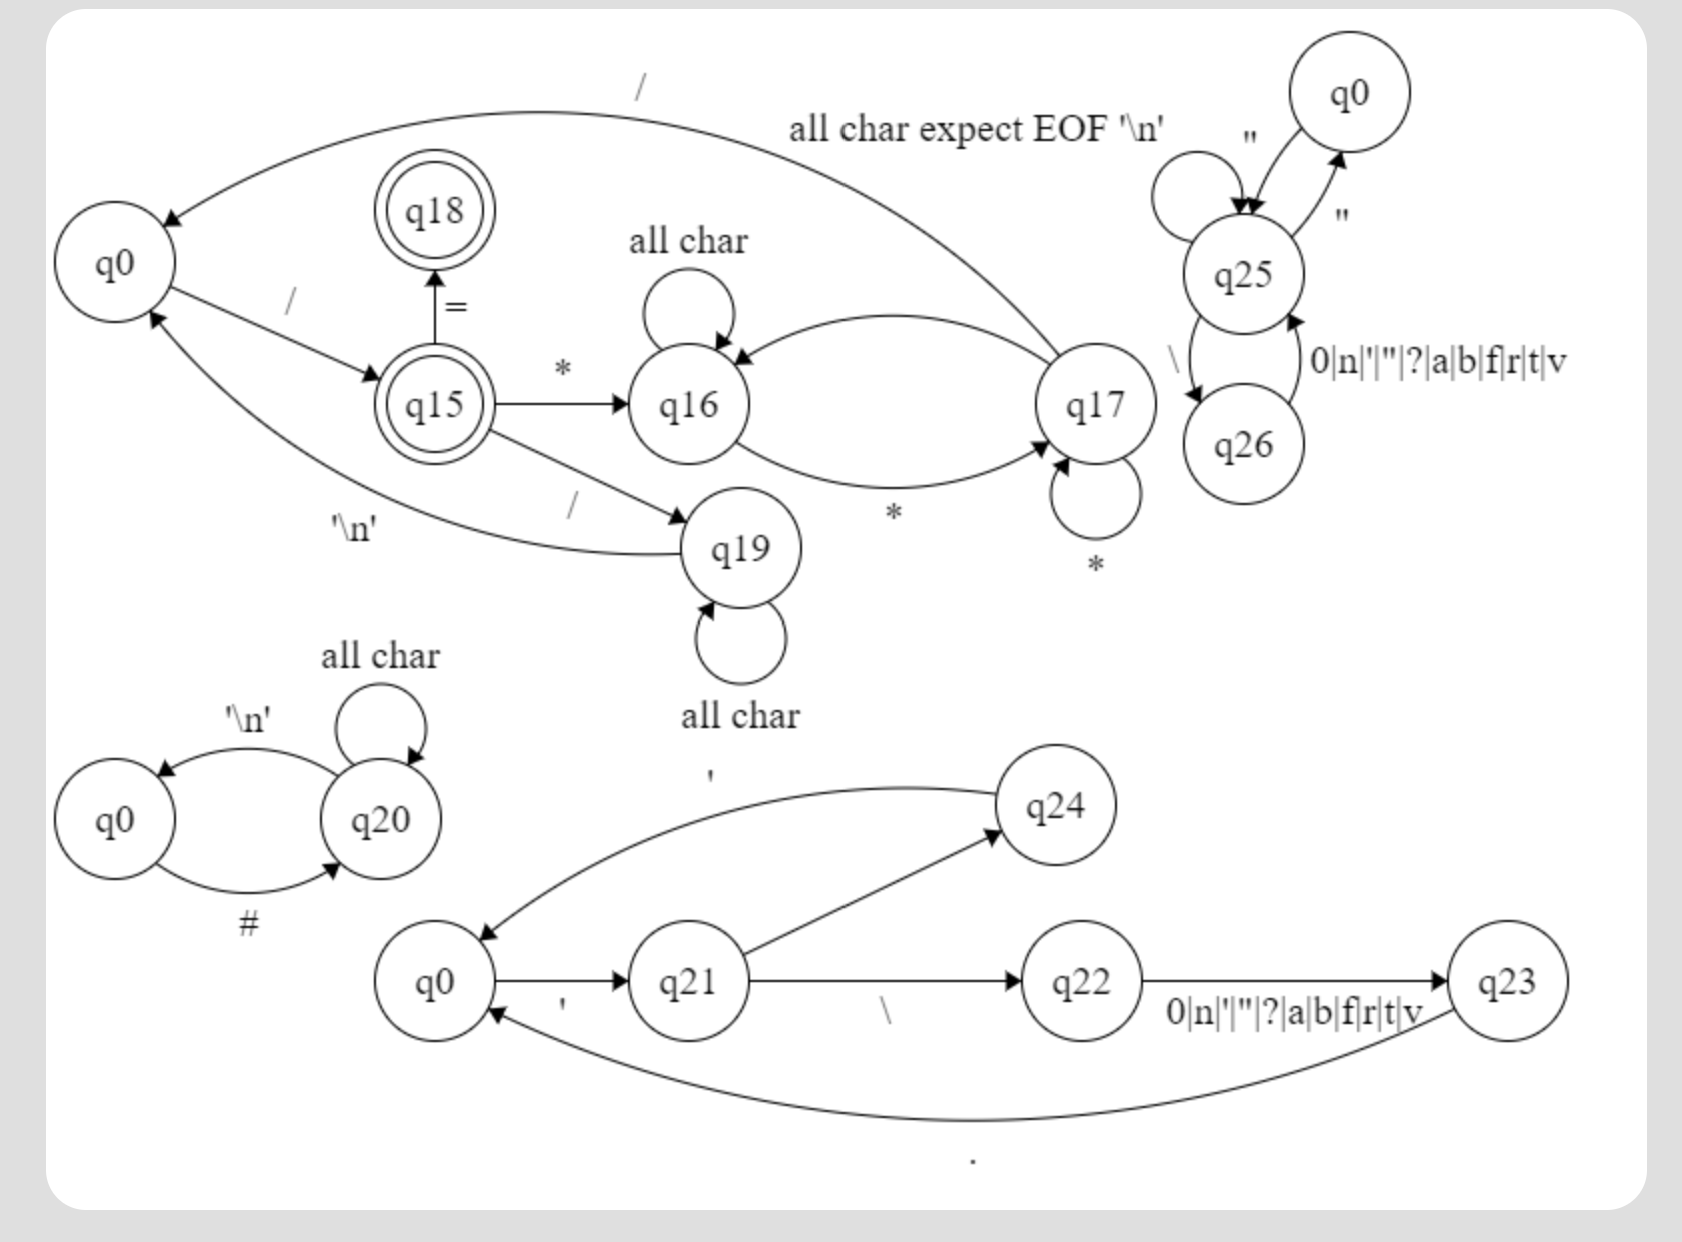 /
all char expect EOF '\n'
"
q0
q18
"
all char
q0
/
=
q25
*
\
0|n|'|"|?|a|b|f|r|t|v
q15
q16
q17
q26
/
*
'\n'
q19
*
all char
'\n'
all char
'
q0
q20
q24
#
q0
'
q21
\
q22
0|n|'|"|?|a|b|f|r|t|v
q23
.